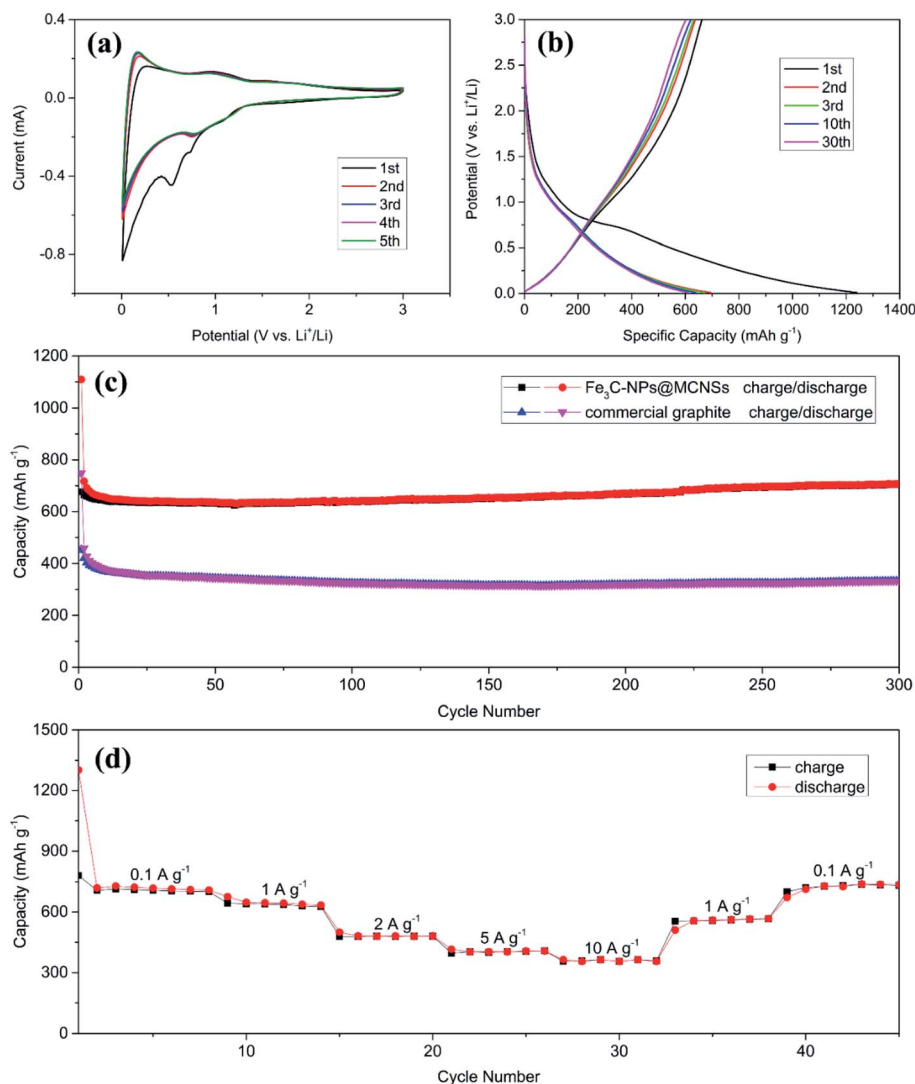 (a)
0.4
0.0
-0.4
-0.8
Current (mA)
1st
2nd
3rd
4th
5th
0 1 2 3
Potential (V vs. Li⁺/Li)
(b)
3.0
2.5
2.0
1.5
1.0
0.5
0.0
Potential (V vs. Li⁺/Li)
1st
2nd
3rd
10th
30th
0 200 400 600 800 1000 1200 1400
Specific Capacity (mAh g⁻¹)
(c)
1200
1000
800
600
400
200
0
Capacity (mAh g⁻¹)
Fe₃C-NPs@MCNSs charge/discharge
commercial graphite charge/discharge
0 50 100 150 200 250 300
Cycle Number
(d)
1500
1200
900
600
300
0
Capacity (mAh g⁻¹)
charge
discharge
0.1 A g⁻¹
1 A g⁻¹
2 A g⁻¹
5 A g⁻¹
10 A g⁻¹
1 A g⁻¹
0.1 A g⁻¹
10 20 30 40
Cycle Number